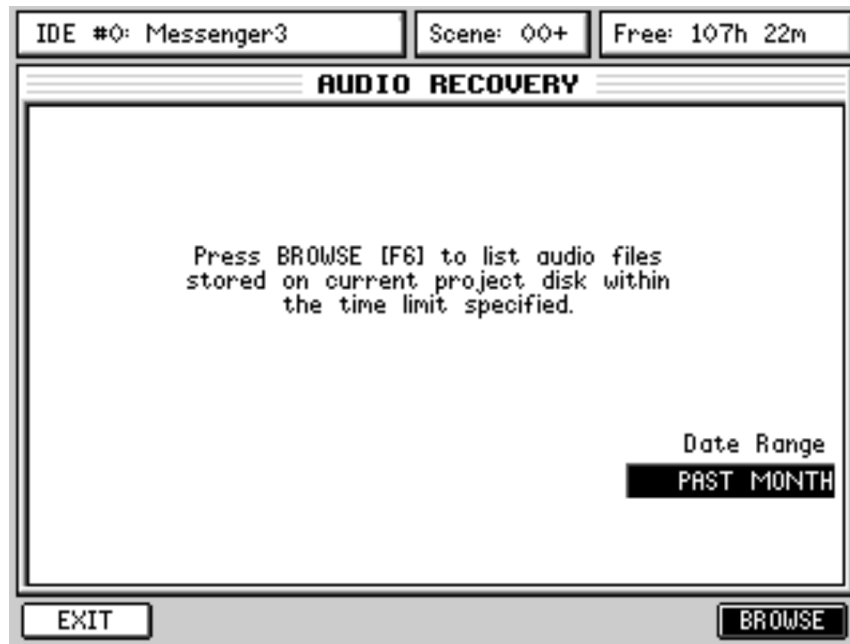 IDE #0: Messenger3
Scene: 00+
Free: 107h 22m
AUDIO RECOVERY
Press BROWSE [F6] to list audio files
stored on current project disk within
the time limit specified.
Date Range
PAST MONTH
EXIT
BROWSE